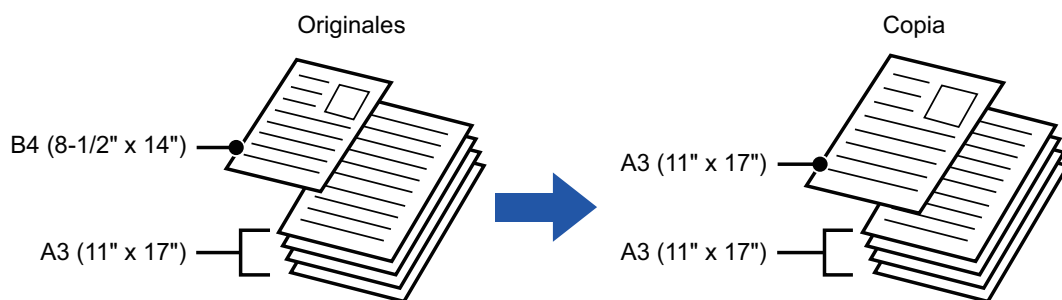 Originales
B4 (8-1/2" x 14")
A3 (11" x 17")
Copia
A3 (11" x 17")
A3 (11" x 17")